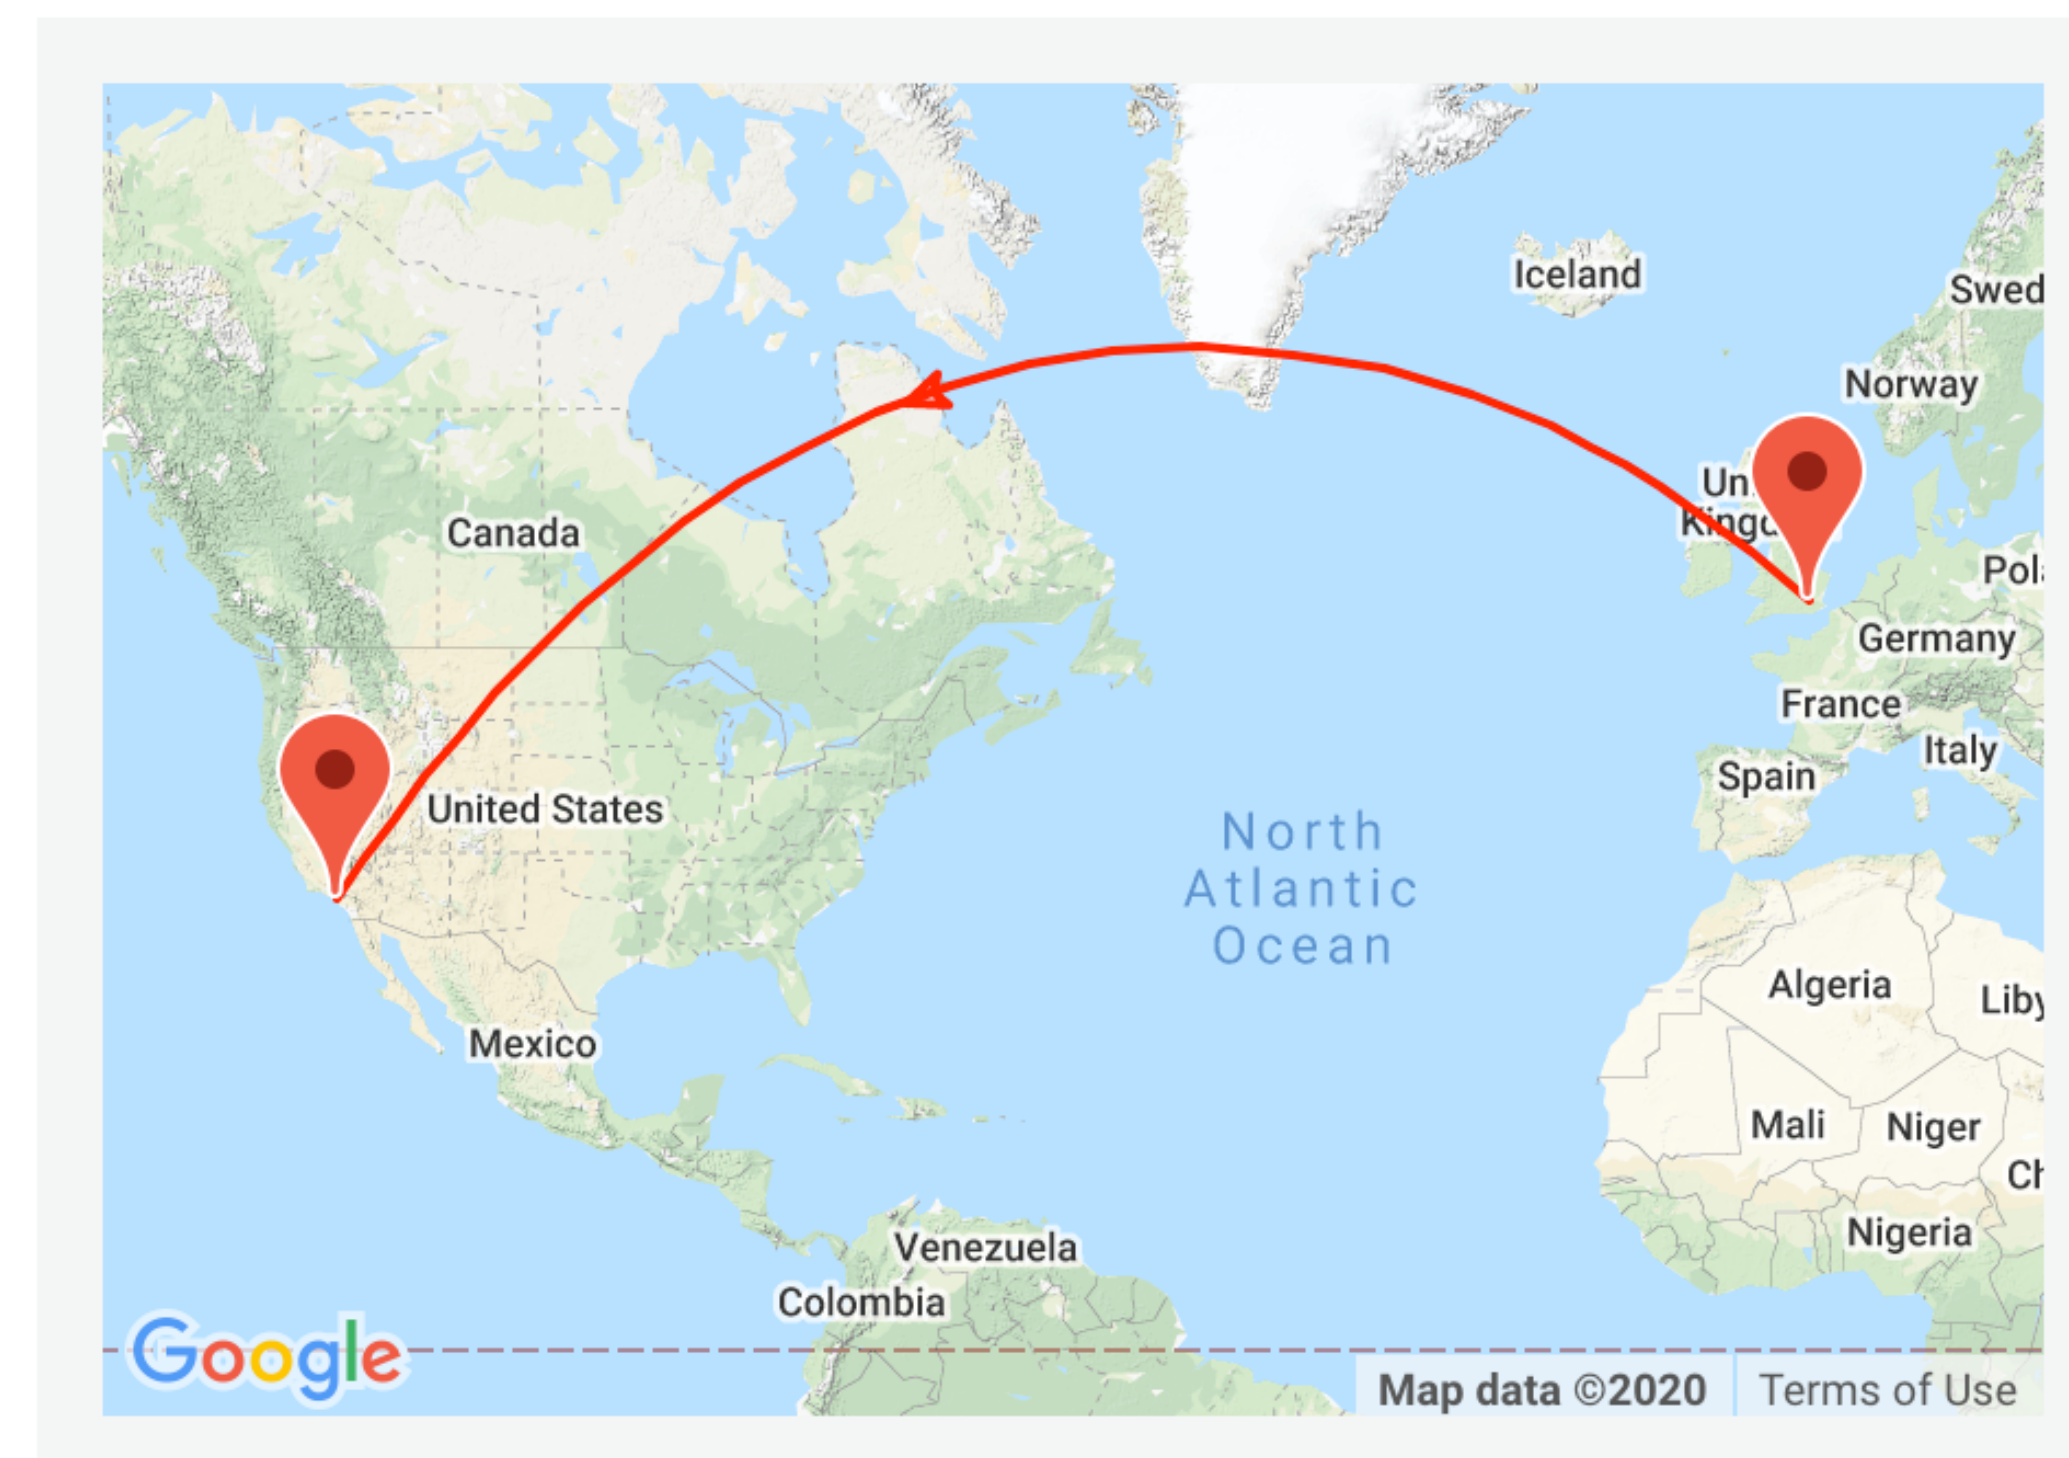 Iceland
Swed
Norway
Un
Kingd
Canada
Pol
Germany
France
Italy
Spain
United States
North
Atlantic
Ocean
Algeria
Liby
Mexico
Mali
Niger
Ch
Nigeria
Venezuela
Colombia
Google
Map data ©2020
Terms of Use